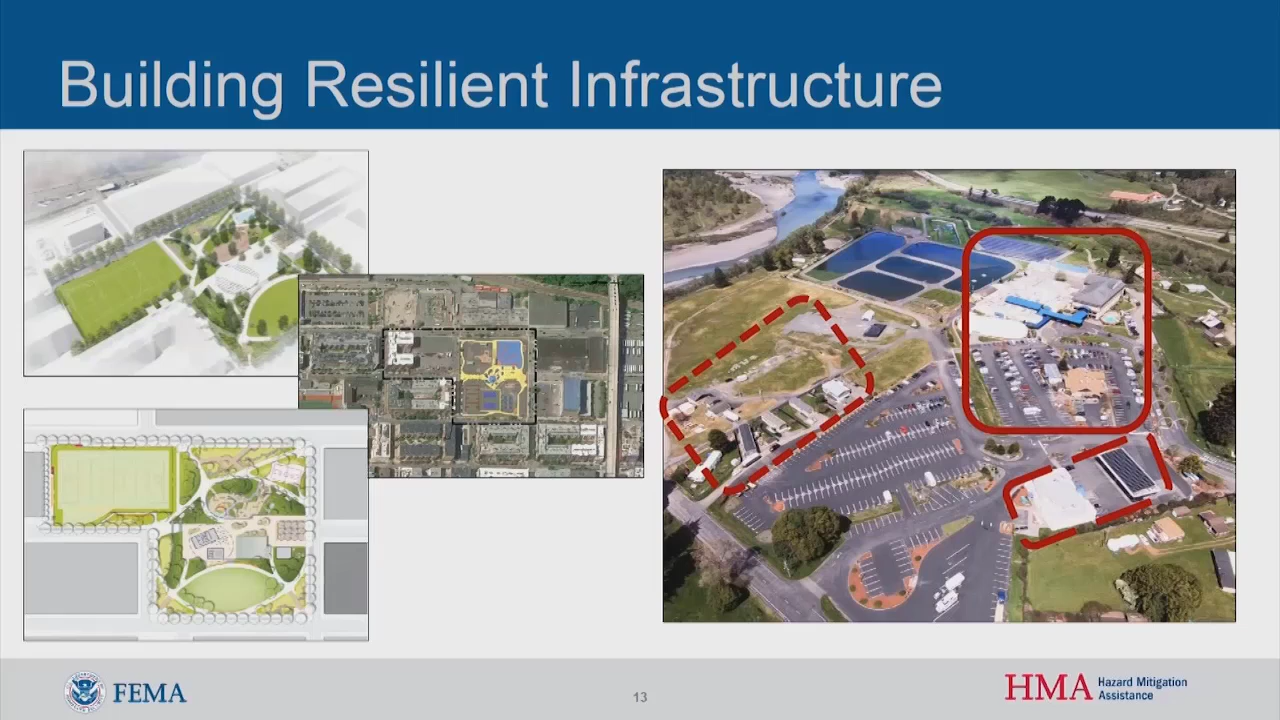 Building Resilient Infrastructure
FEMA
13
HMA
Hazard Mitigation
Assistance